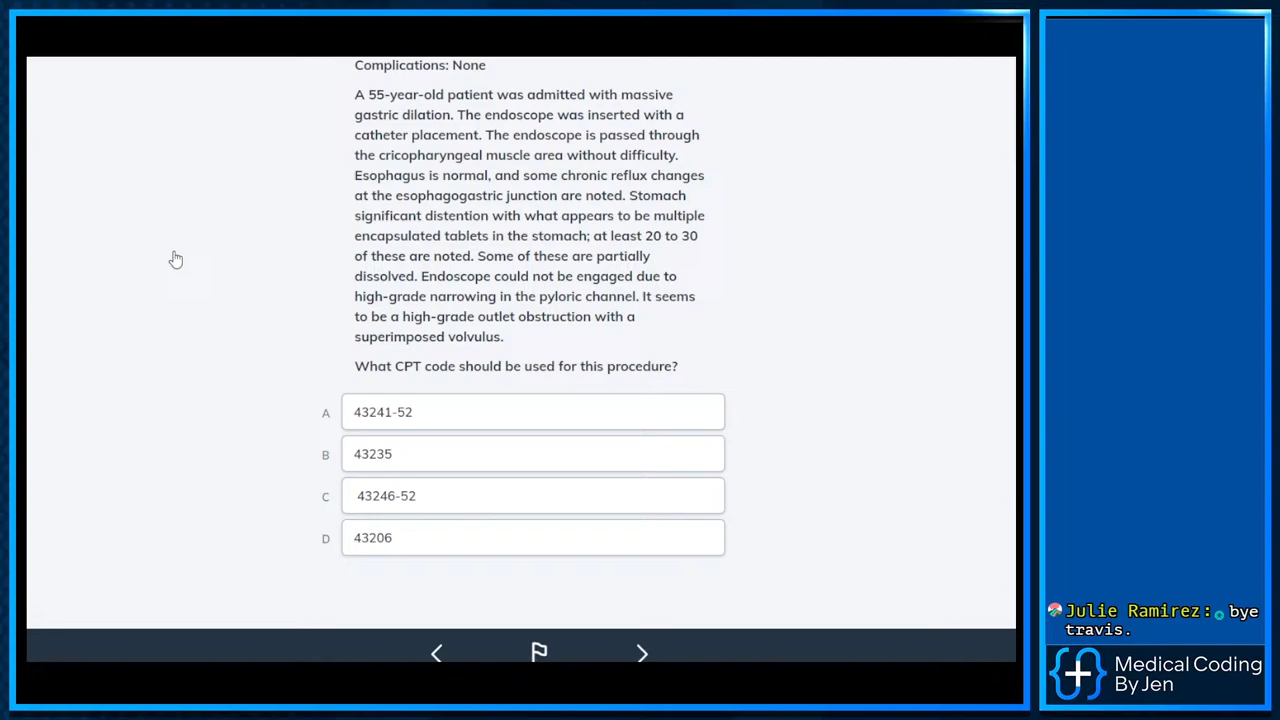 Complications: None
A 55-year-old patient was admitted with massive
gastric dilation. The endoscope was inserted with a
catheter placement. The endoscope is passed through
the cricopharyngeal muscle area without difficulty.
Esophagus is normal, and some chronic reflux changes
at the esophagogastric junction are noted. Stomach
significant distention with what appears to be multiple
encapsulated tablets in the stomach; at least 20 to 30
of these are noted. Some of these are partially
dissolved. Endoscope could not be engaged due to
high-grade narrowing in the pyloric channel. It seems
to be a high-grade outlet obstruction with a
superimposed volvulus.
What CPT code should be used for this procedure?
A 43241-52
B 43235
C 43246-52
D 43206
Julie Ramirez: bye
travis.
Medical Coding
By Jen